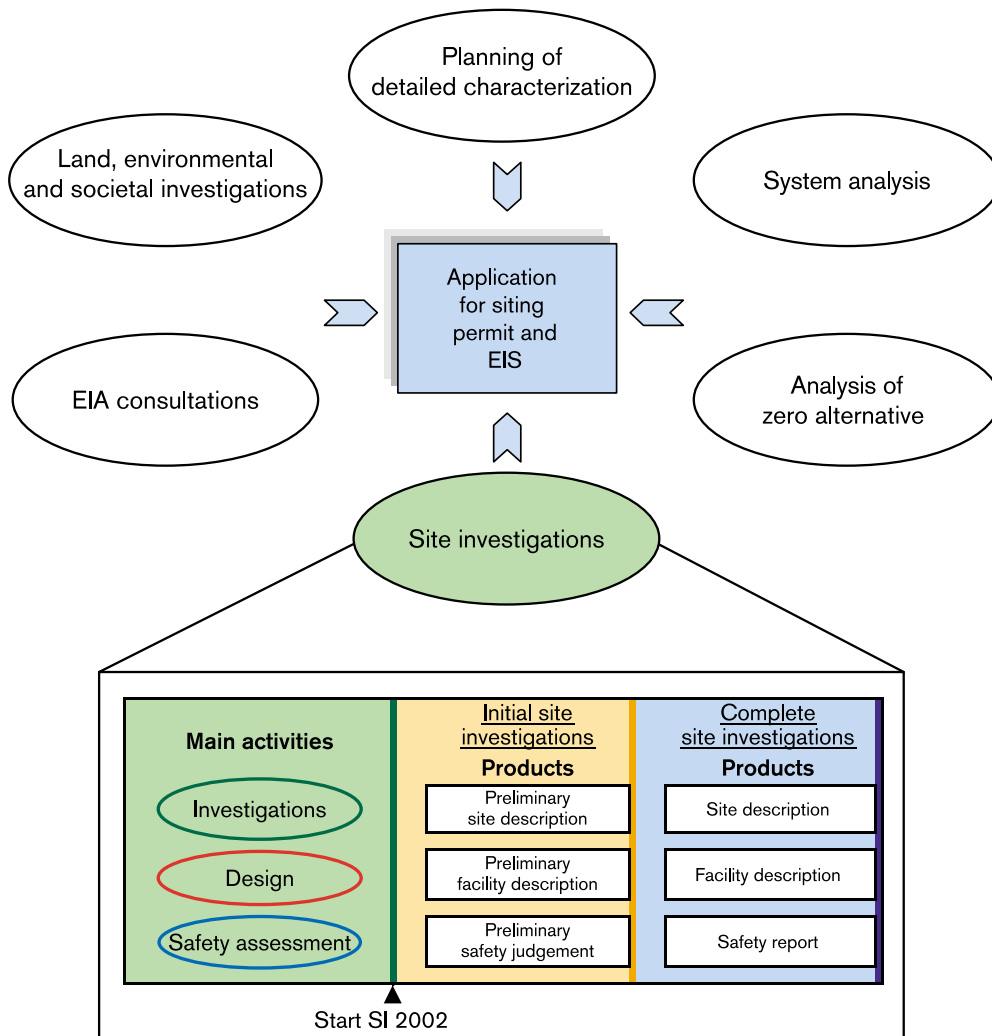 Planning of
detailed characterization
Land, environmental
and societal investigations
System analysis
Application
for siting
permit and
EIS
EIA consultations
Analysis of
zero alternative
Site investigations
Main activities
Investigations
Design
Safety assessment
Initial site
investigations
Products
Preliminary
site description
Preliminary
facility description
Preliminary
safety judgement
Complete
site investigations
Products
Site description
Facility description
Safety report
Start SI 2002